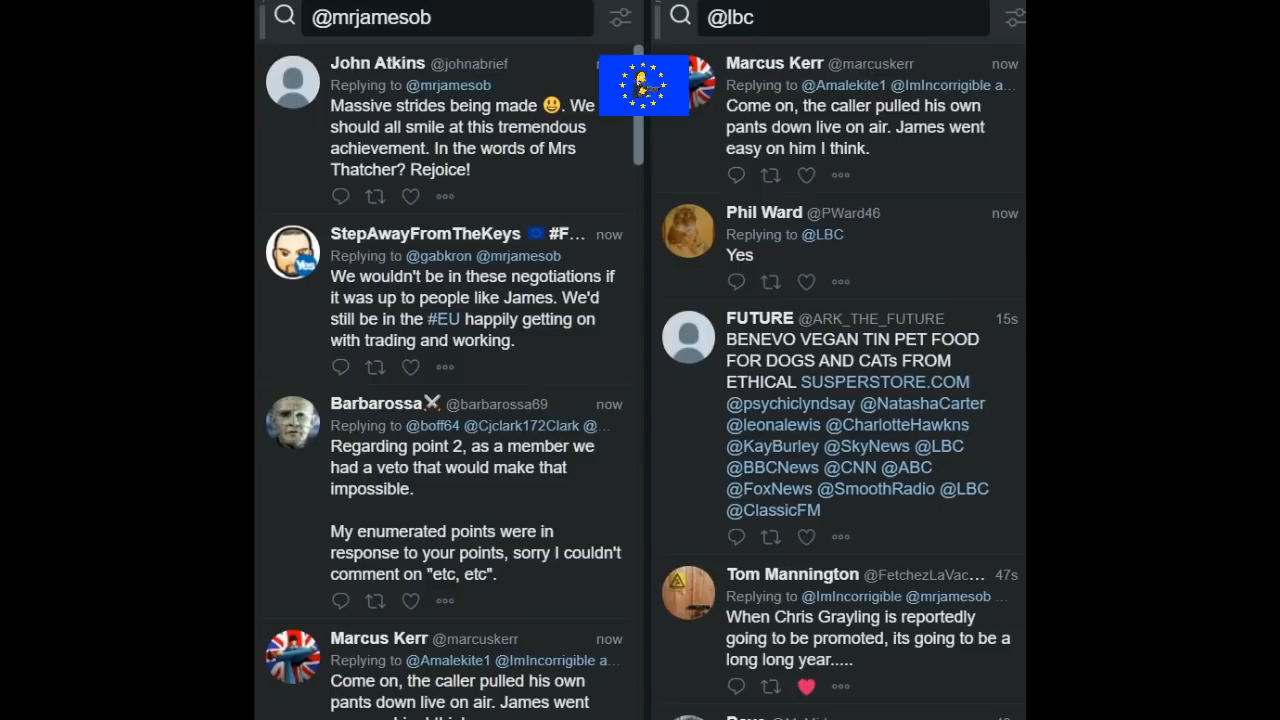 @mrjamesob
John Atkins @johnabrief
Replying to @mrjamesob
Massive strides being made 😃. We
should all smile at this tremendous
achievement. In the words of Mrs
Thatcher? Rejoice!
StepAwayFromTheKeys 🇪🇺 #F... now
Replying to @gabkron @mrjamesob
We wouldn't be in these negotiations if
it was up to people like James. We'd
still be in the #EU happily getting on
with trading and working.
Yes
Barbarossa⚔ @barbarossa69 now
Replying to @boff64 @Cjclark172Clark @...
Regarding point 2, as a member we
had a veto that would make that
impossible.
My enumerated points were in
response to your points, sorry I couldn't
comment on "etc, etc".
Marcus Kerr @marcuskerr now
Replying to @Amalekite1 @ImIncorrigible a...
Come on, the caller pulled his own
pants down live on air. James went
@lbc
Marcus Kerr @marcuskerr now
Replying to @Amalekite1 @ImIncorrigible a...
Come on, the caller pulled his own
pants down live on air. James went
easy on him I think.
Phil Ward @PWard46 now
Replying to @LBC
Yes
FUTURE @ARK_THE_FUTURE 15s
BENEVO VEGAN TIN PET FOOD
FOR DOGS AND CATs FROM
ETHICAL SUSPERSTORE.COM
@psychiclyndsay @NatashaCarter
@leonalewis @CharlotteHawkns
@KayBurley @SkyNews @LBC
@BBCNews @CNN @ABC
@FoxNews @SmoothRadio @LBC
@ClassicFM
Tom Mannington @FetchezLaVac... 47s
Replying to @ImIncorrigible @mrjamesob ...
When Chris Grayling is reportedly
going to be promoted, its going to be a
long long year.....